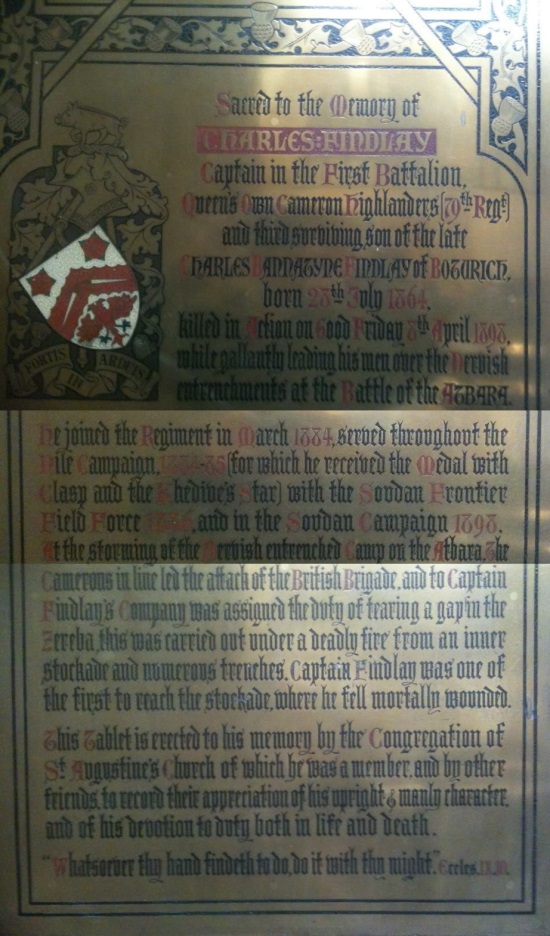 Sacred to the Memory of
CHARLES:FINDLAY
Captain in the First Battalion,
Queen's Own Cameron Highlanders (79th Regt)
and third surviving son of the late
CHARLES BANNATYNE FINDLAY of BOTURICH.
born 28th July 1864,
killed in Action on Good Friday 8th April 1898,
while gallantly leading his men over the Dervish
entrenchments at the Battle of the ATBARA.
FORTIS IN ARDUIS
He joined the Regiment in March 1884, served throughout the
Nile Campaign, 1884-85 (for which he received the Medal with
Clasp and the Khedive's Star) with the Soudan Frontier
Field Force 1886, and in the Soudan Campaign 1898.
At the storming of the Dervish entrenched Camp on the Atbara, The
Camerons in line led the attack of the British Brigade, and to Captain
Findlay's Company was assigned the duty of tearing a gap in the
Zereba, this was carried out under a deadly fire from an inner
stockade and numerous trenches. Captain Findlay was one of
the first to reach the stockade, where he fell mortally wounded.
This Tablet is erected to his memory by the Congregation of
St Augustine's Church of which he was a member, and by other
friends, to record their appreciation of his upright & manly character,
and of his devotion to duty both in life and death.
"Whatsoever thy hand findeth to do, do it with thy might." Eccles. IX.10.